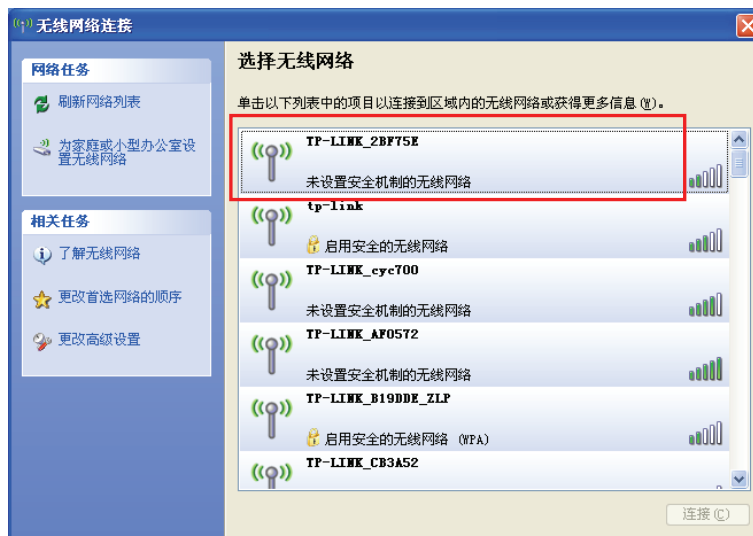 无线网络连接
网络任务
刷新网络列表
为家庭或小型办公室设
置无线网络
相关任务
了解无线网络
更改首选网络的顺序
更改高级设置
选择无线网络
单击以下列表中的项目以连接到区域内的无线网络或获得更多信息(W)。
TP-LINK_2BF75E
未设置安全机制的无线网络
tp-link
启用安全的无线网络
TP-LINK_cyc700
未设置安全机制的无线网络
TP-LINK_AF0572
未设置安全机制的无线网络
TP-LINK_B19DDE_ZLP
启用安全的无线网络 (WPA)
TP-LINK_CB3A52
连接(C)